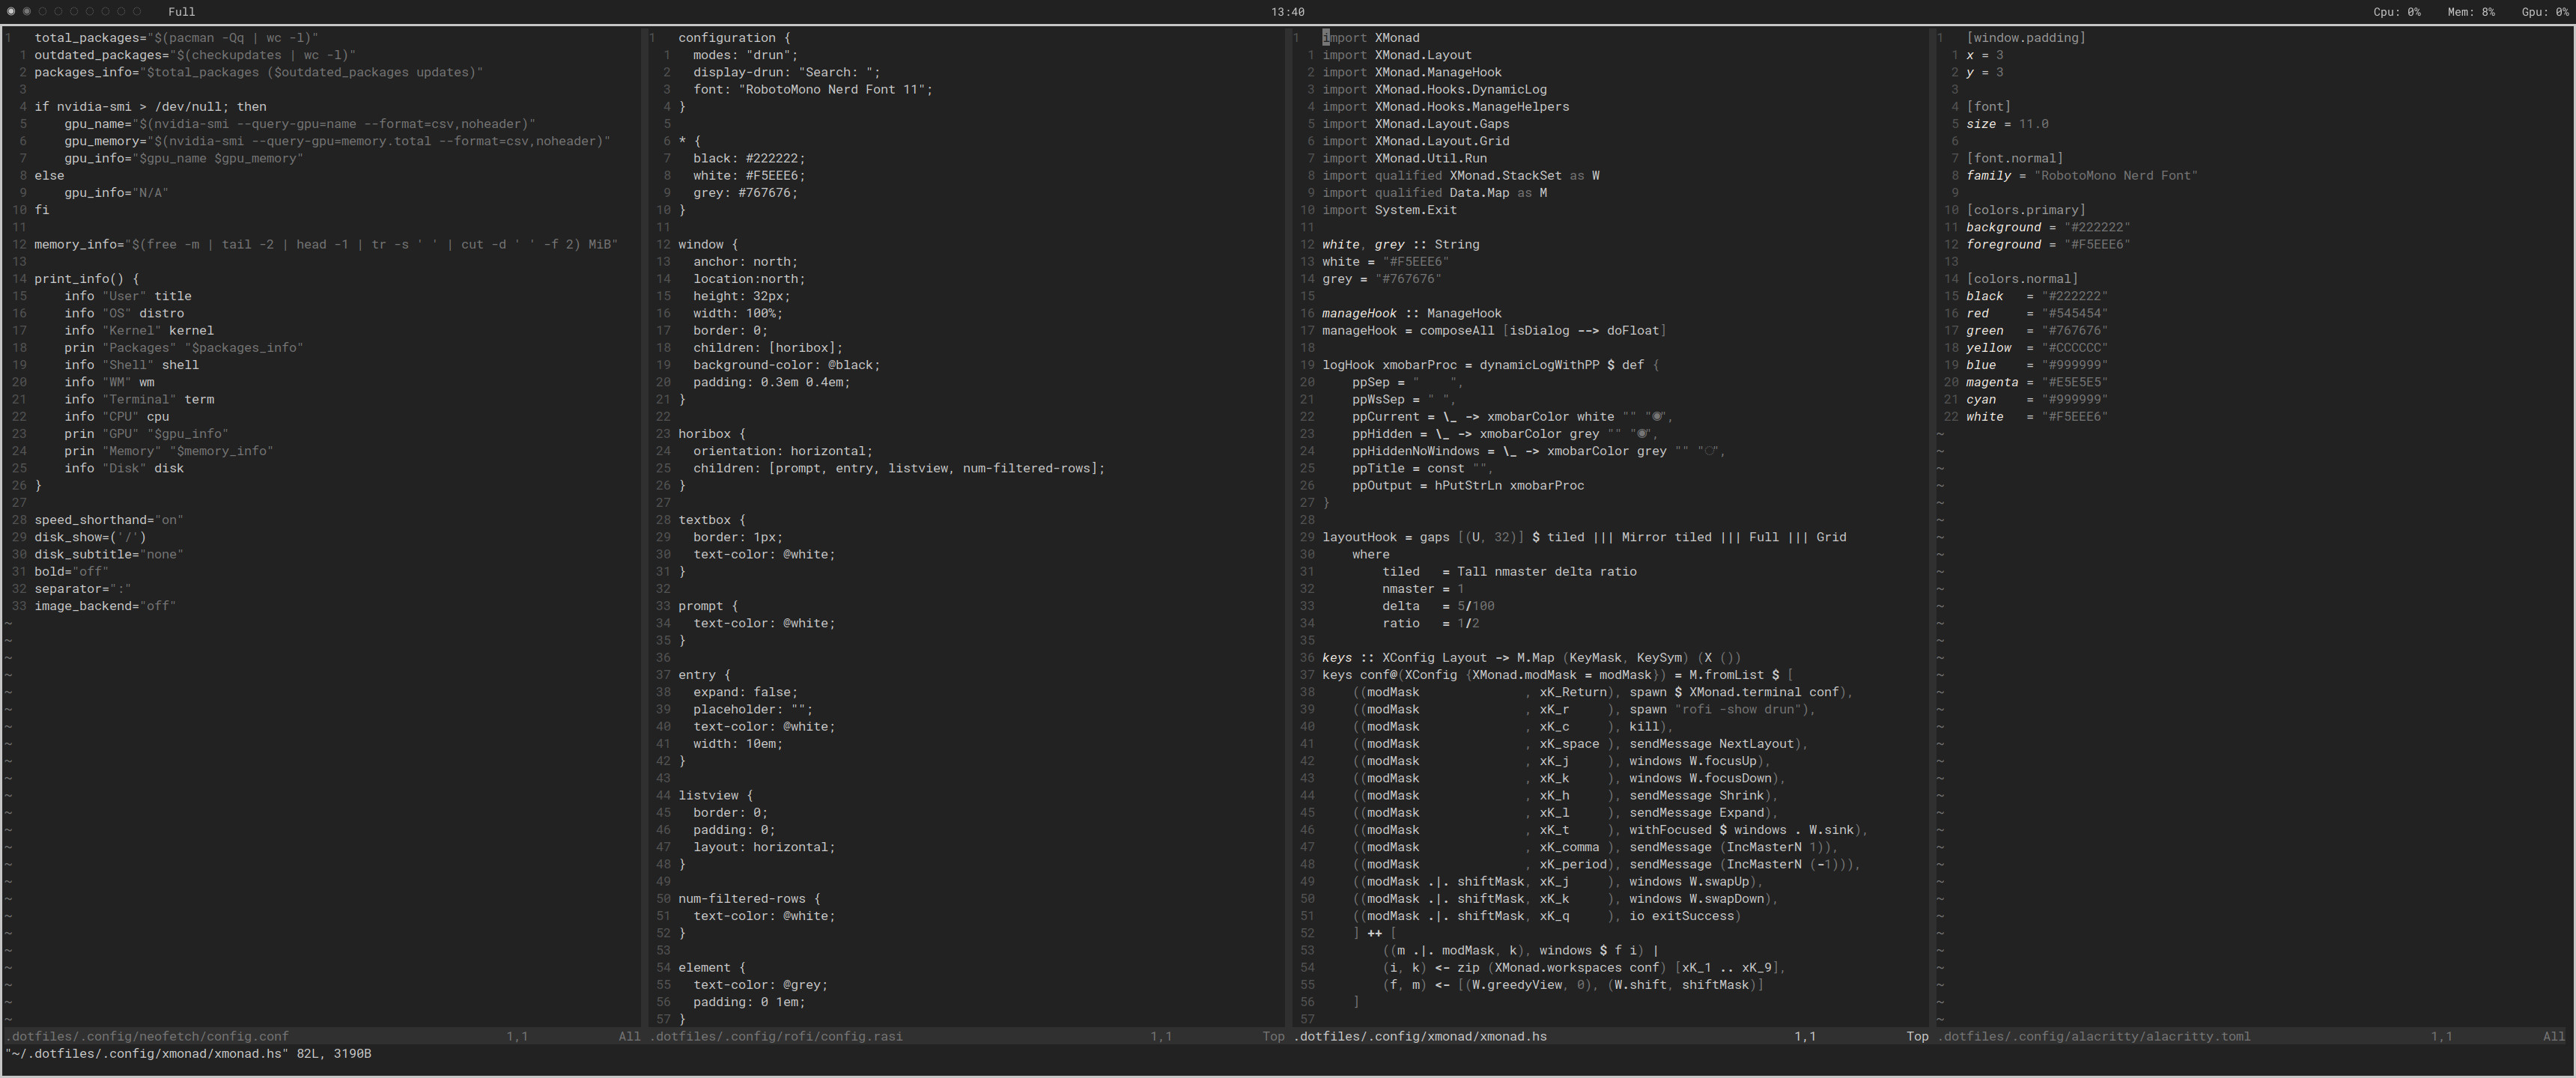 Full
13:40
Cpu: 0% Mem: 8% Gpu: 0%
1 total_packages="$(pacman -Qq | wc -l)"
1 outdated_packages="$(checkupdates | wc -l)"
2 packages_info="$total_packages ($outdated_packages updates)"
3
4 if nvidia-smi > /dev/null; then
5     gpu_name="$(nvidia-smi --query-gpu=name --format=csv,noheader)"
6     gpu_memory="$(nvidia-smi --query-gpu=memory.total --format=csv,noheader)"
7     gpu_info="$gpu_name $gpu_memory"
8 else
9     gpu_info="N/A"
10 fi
11
12 memory_info="$(free -m | tail -2 | head -1 | tr -s ' ' | cut -d ' ' -f 2) MiB"
13
14 print_info() {
15     info "User" title
16     info "OS" distro
17     info "Kernel" kernel
18     prin "Packages" "$packages_info"
19     info "Shell" shell
20     info "WM" wm
21     info "Terminal" term
22     info "CPU" cpu
23     prin "GPU" "$gpu_info"
24     prin "Memory" "$memory_info"
25     info "Disk" disk
26 }
27
28 speed_shorthand="on"
29 disk_show=('/')
30 disk_subtitle="none"
31 bold="off"
32 separator=":"
33 image_backend="off"
.dotfiles/.config/neofetch/config.conf 1,1 All
1 configuration {
1   modes: "drun";
2   display-drun: "Search: ";
3   font: "RobotoMono Nerd Font 11";
4 }
5
6 * {
7   black: #222222;
8   white: #F5EEE6;
9   grey: #767676;
10 }
11
12 window {
13   anchor: north;
14   location:north;
15   height: 32px;
16   width: 100%;
17   border: 0;
18   children: [horibox];
19   background-color: @black;
20   padding: 0.3em 0.4em;
21 }
22
23 horibox {
24   orientation: horizontal;
25   children: [prompt, entry, listview, num-filtered-rows];
26 }
27
28 textbox {
29   border: 1px;
30   text-color: @white;
31 }
32
33 prompt {
34   text-color: @white;
35 }
36
37 entry {
38   expand: false;
39   placeholder: "";
40   text-color: @white;
41   width: 10em;
42 }
43
44 listview {
45   border: 0;
46   padding: 0;
47   layout: horizontal;
48 }
49
50 num-filtered-rows {
51   text-color: @white;
52 }
53
54 element {
55   text-color: @grey;
56   padding: 0 1em;
57 }
.dotfiles/.config/rofi/config.rasi 1,1 Top
1 import XMonad
1 import XMonad.Layout
2 import XMonad.ManageHook
3 import XMonad.Hooks.DynamicLog
4 import XMonad.Hooks.ManageHelpers
5 import XMonad.Layout.Gaps
6 import XMonad.Layout.Grid
7 import XMonad.Util.Run
8 import qualified XMonad.StackSet as W
9 import qualified Data.Map as M
10 import System.Exit
11
12 white, grey :: String
13 white = "#F5EEE6"
14 grey = "#767676"
15
16 manageHook :: ManageHook
17 manageHook = composeAll [isDialog --> doFloat]
18
19 logHook xmobarProc = dynamicLogWithPP $ def {
20     ppSep = "    ",
21     ppWsSep = " ",
22     ppCurrent = \_ -> xmobarColor white "" "◉",
23     ppHidden = \_ -> xmobarColor grey "" "◉",
24     ppHiddenNoWindows = \_ -> xmobarColor grey "" "◌",
25     ppTitle = const "",
26     ppOutput = hPutStrLn xmobarProc
27 }
28
29 layoutHook = gaps [(U, 32)] $ tiled ||| Mirror tiled ||| Full ||| Grid
30     where
31         tiled   = Tall nmaster delta ratio
32         nmaster = 1
33         delta   = 5/100
34         ratio   = 1/2
35
36 keys :: XConfig Layout -> M.Map (KeyMask, KeySym) (X ())
37 keys conf@(XConfig {XMonad.modMask = modMask}) = M.fromList $ [
38     ((modMask              , xK_Return), spawn $ XMonad.terminal conf),
39     ((modMask              , xK_r     ), spawn "rofi -show drun"),
40     ((modMask              , xK_c     ), kill),
41     ((modMask              , xK_space ), sendMessage NextLayout),
42     ((modMask              , xK_j     ), windows W.focusUp),
43     ((modMask              , xK_k     ), windows W.focusDown),
44     ((modMask              , xK_h     ), sendMessage Shrink),
45     ((modMask              , xK_l     ), sendMessage Expand),
46     ((modMask              , xK_t     ), withFocused $ windows . W.sink),
47     ((modMask              , xK_comma ), sendMessage (IncMasterN 1)),
48     ((modMask              , xK_period), sendMessage (IncMasterN (-1))),
49     ((modMask .|. shiftMask, xK_j     ), windows W.swapUp),
50     ((modMask .|. shiftMask, xK_k     ), windows W.swapDown),
51     ((modMask .|. shiftMask, xK_q     ), io exitSuccess)
52     ] ++ [
53         ((m .|. modMask, k), windows $ f i) |
54         (i, k) <- zip (XMonad.workspaces conf) [xK_1 .. xK_9],
55         (f, m) <- [(W.greedyView, 0), (W.shift, shiftMask)]
56     ]
57
.dotfiles/.config/xmonad/xmonad.hs 1,1 Top
1 [window.padding]
1 x = 3
2 y = 3
3
4 [font]
5 size = 11.0
6
7 [font.normal]
8 family = "RobotoMono Nerd Font"
9
10 [colors.primary]
11 background = "#222222"
12 foreground = "#F5EEE6"
13
14 [colors.normal]
15 black   = "#222222"
16 red     = "#545454"
17 green   = "#767676"
18 yellow  = "#CCCCCC"
19 blue    = "#999999"
20 magenta = "#E5E5E5"
21 cyan    = "#999999"
22 white   = "#F5EEE6"
.dotfiles/.config/alacritty/alacritty.toml 1,1 All
"~/.dotfiles/.config/xmonad/xmonad.hs" 82L, 3190B